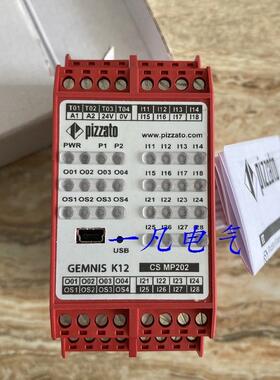 T01 T02 T03 T04 I11 I12 I13 I14
A1 A2 24V 0V I15 I16 I17 I18
pizzato www.pizzato.com
PWR P1 P2 I11 I12 I13 I14
O01 O02 O03 O04 I15 I16 I17 I18
OS1 OS2 OS3 OS4 I21 I22 I23 I24
I25 I26 I27 I28
USB
一凡电气
GEMNIS K12 CS MP202
O01 O02 O03 O04 I21 I22 I23 I24
OS1 OS2 OS3 OS4 I25 I26 I27 I28